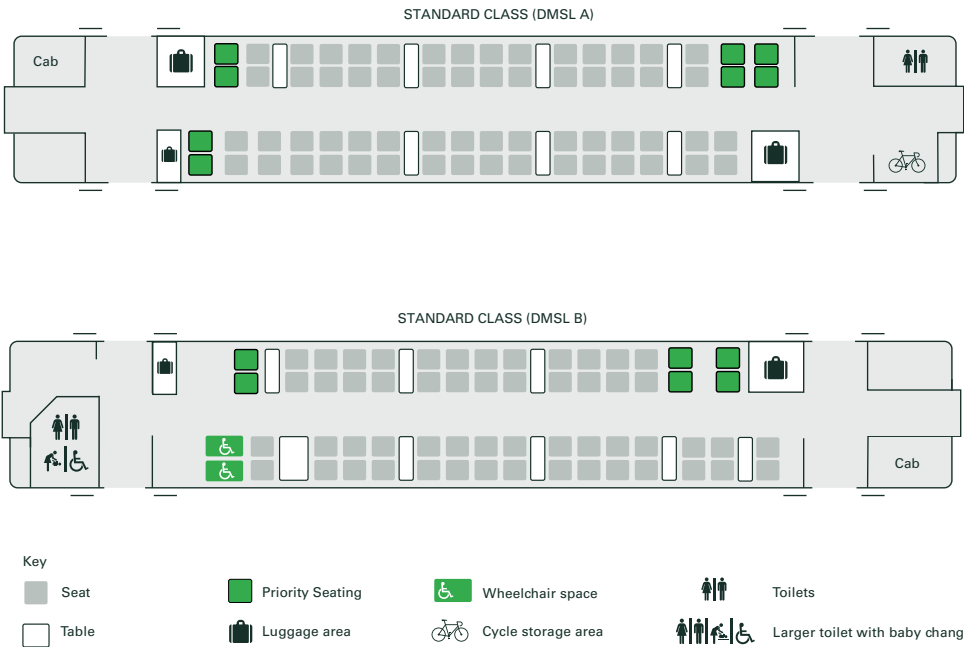 STANDARD CLASS (DMSL A)
Cab
STANDARD CLASS (DMSL B)
Cab
Key
Seat
Priority Seating
Wheelchair space
Toilets
Table
Luggage area
Cycle storage area
Larger toilet with baby chang